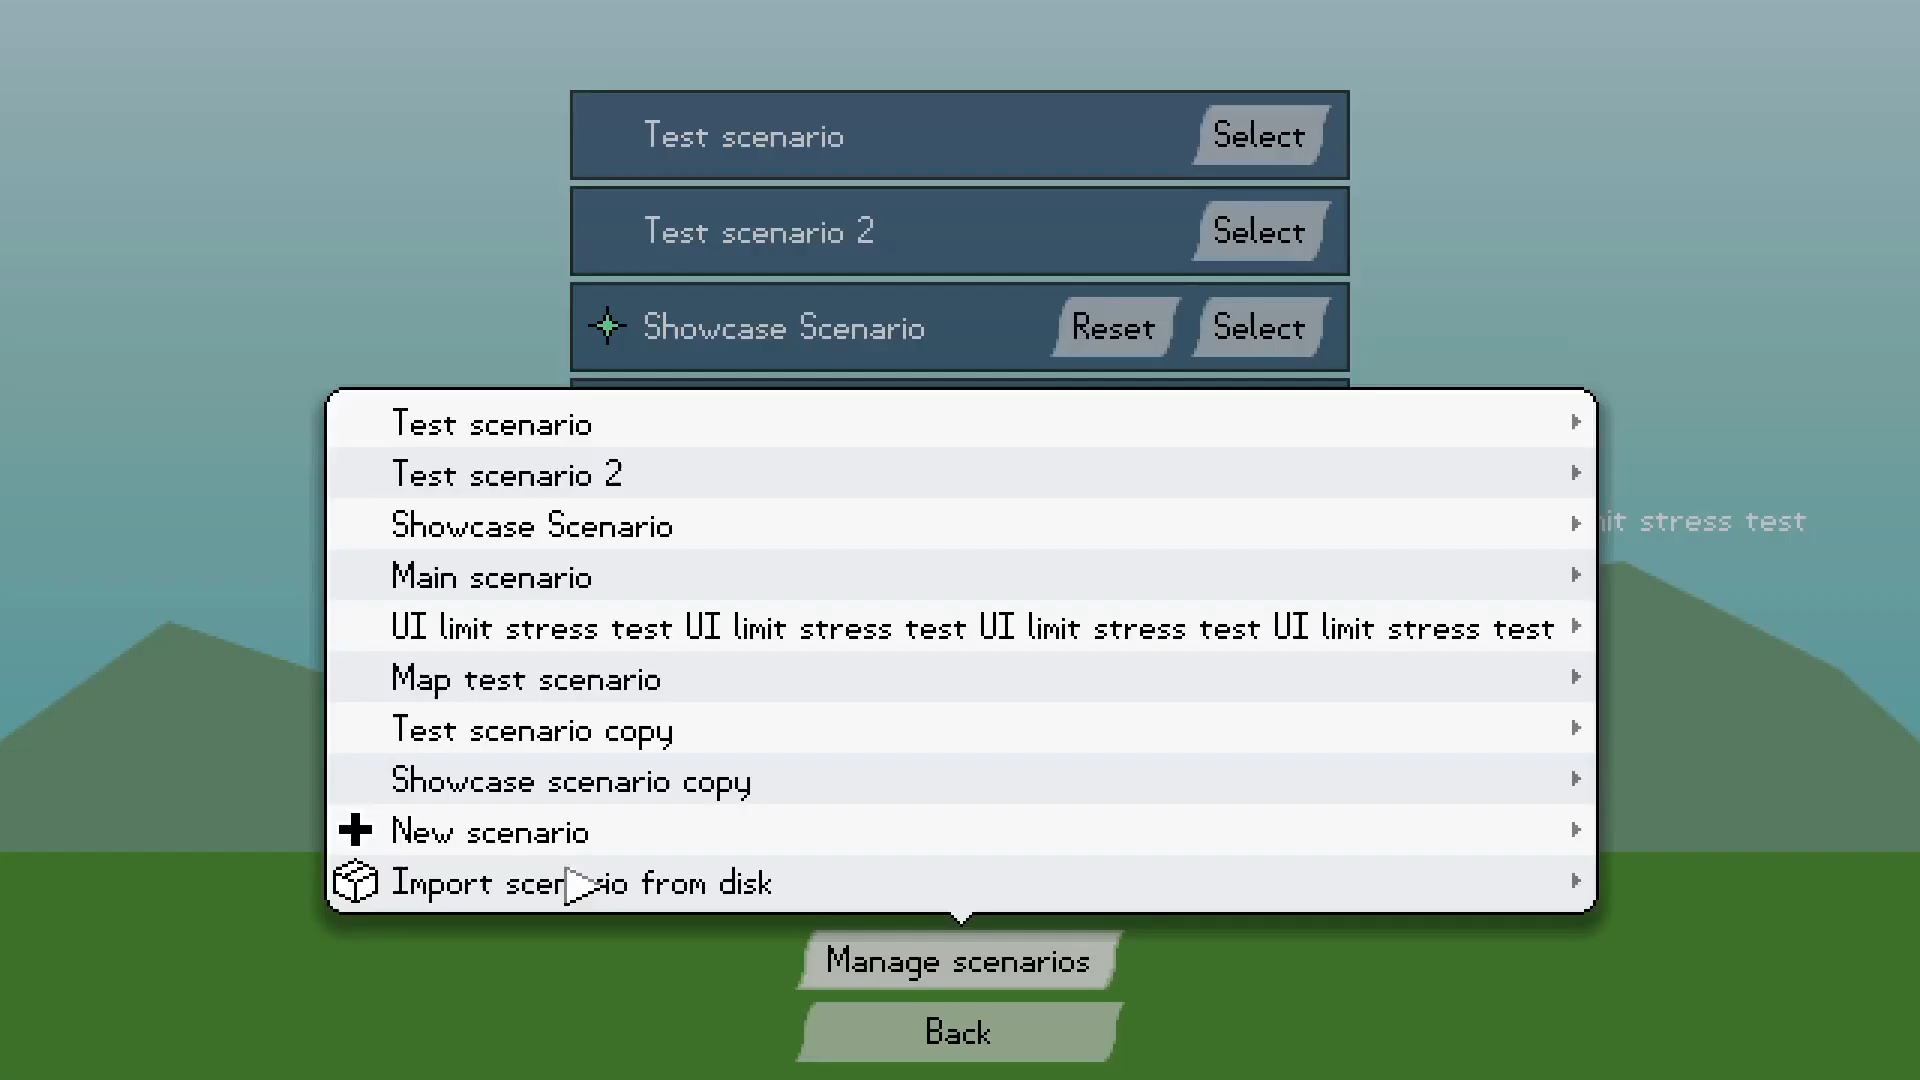 Test scenario Select
Test scenario 2 Select
Showcase Scenario Reset Select
Test scenario
Test scenario 2
Showcase Scenario
stress test
Main scenario
UI limit stress test UI limit stress test UI limit stress test UI limit stress test
Map test scenario
Test scenario copy
Showcase scenario copy
New scenario
Import scenario from disk
Manage scenarios
Back